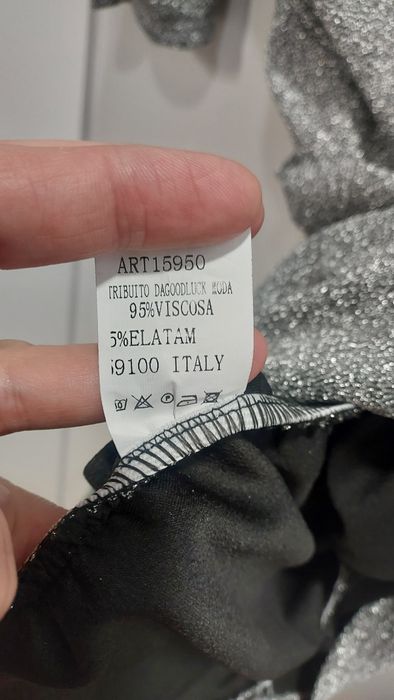 ART15950
TRIBUITO DAGOODLUCK MODA
95%VISCOSA
5%ELATAM
59100 ITALY